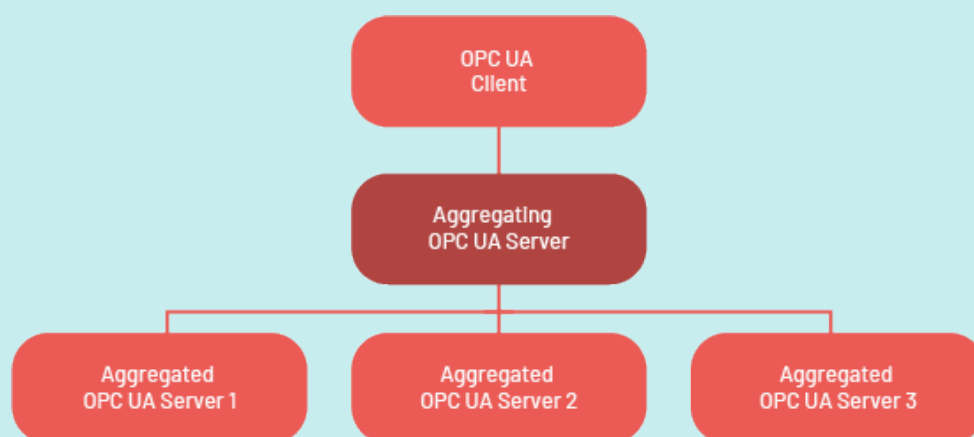 OPC UA
Client
Aggregating
OPC UA Server
Aggregated
OPC UA Server 1
Aggregated
OPC UA Server 2
Aggregated
OPC UA Server 3